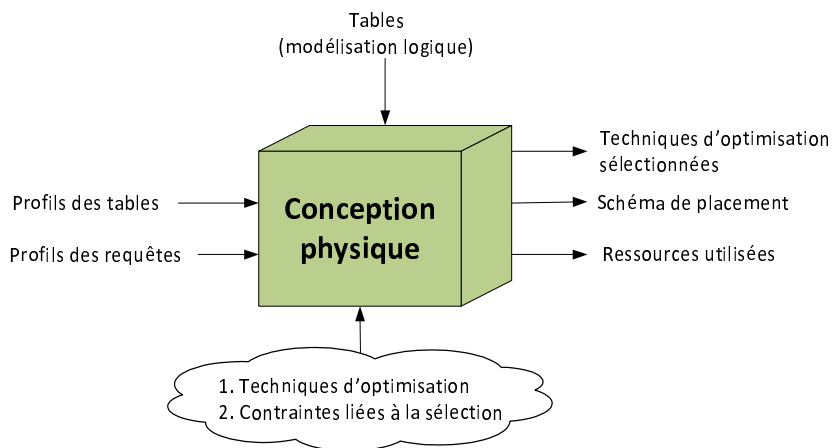 Tables
(modélisation logique)
Techniques d'optimisation
sélectionnées
Profils des tables
Conception
physique
Schéma de placement
Profils des requêtes
Ressources utilisées
1. Techniques d'optimisation
2. Contraintes liées à la sélection